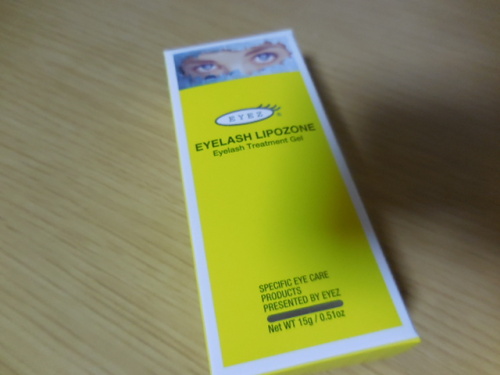 EYEZ®
EYELASH LIPOZONE
Eyelash Treatment Gel
SPECIFIC EYE CARE
PRODUCTS
PRESENTED BY EYEZ
Net WT 15g / 0.51oz